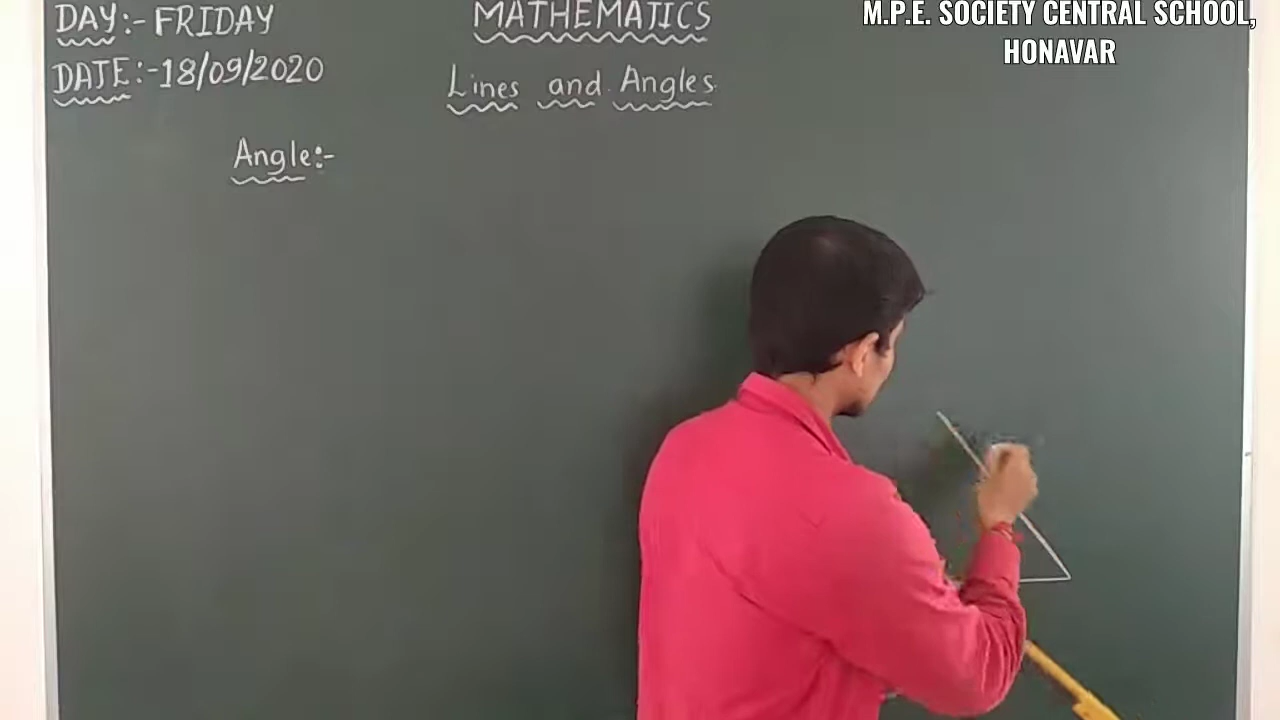 DAY:- FRIDAY
DATE:-18/09/2020
MATHEMATICS
Lines and Angles
Angle:-
M.P.E. SOCIETY CENTRAL SCHOOL,
HONAVAR